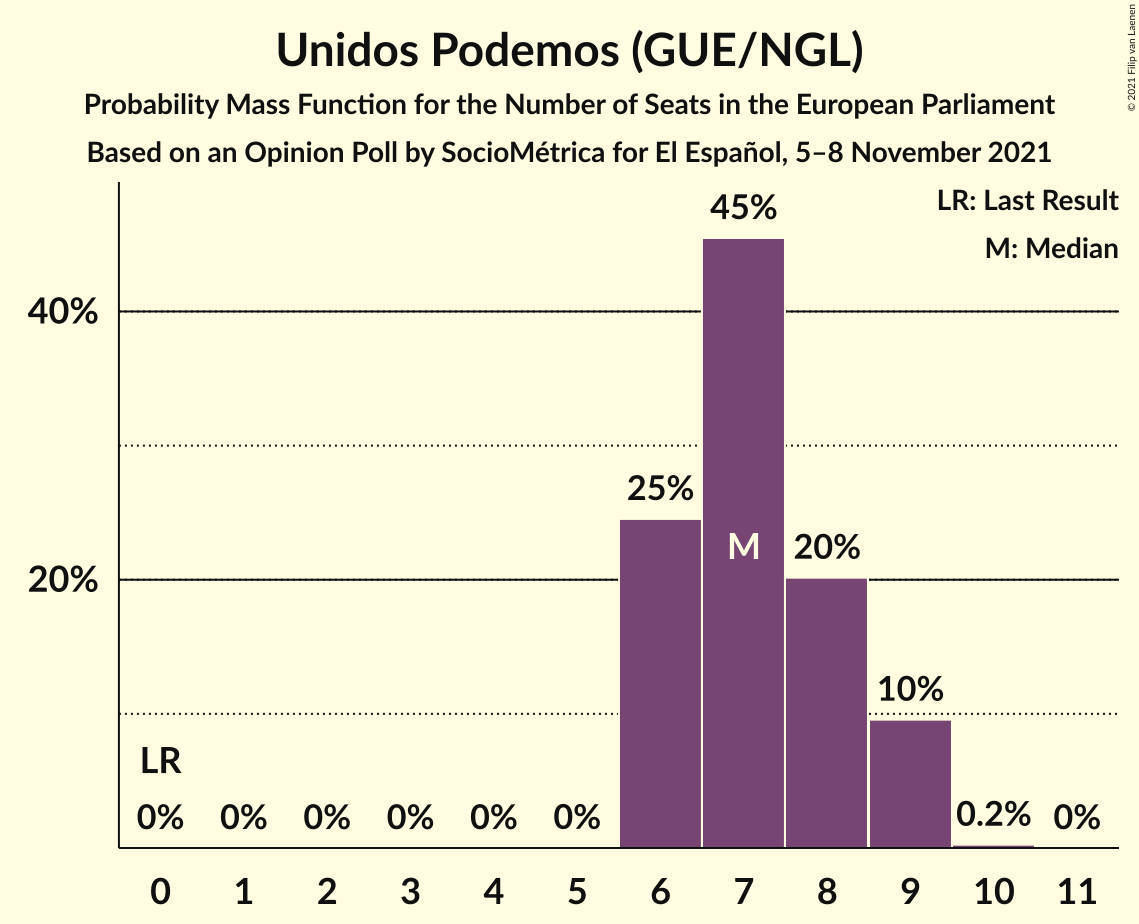 Unidos Podemos (GUE/NGL)
Probability Mass Function for the Number of Seats in the European Parliament
Based on an Opinion Poll by SocioMétrica for El Español, 5–8 November 2021
© 2021 Filip van Laenen
LR: Last Result
M: Median
45%
40%
25%
M
20%
20%
10%
LR
0% 0% 0% 0% 0% 0% 0.2% 0%
0 1 2 3 4 5 6 7 8 9 10 11